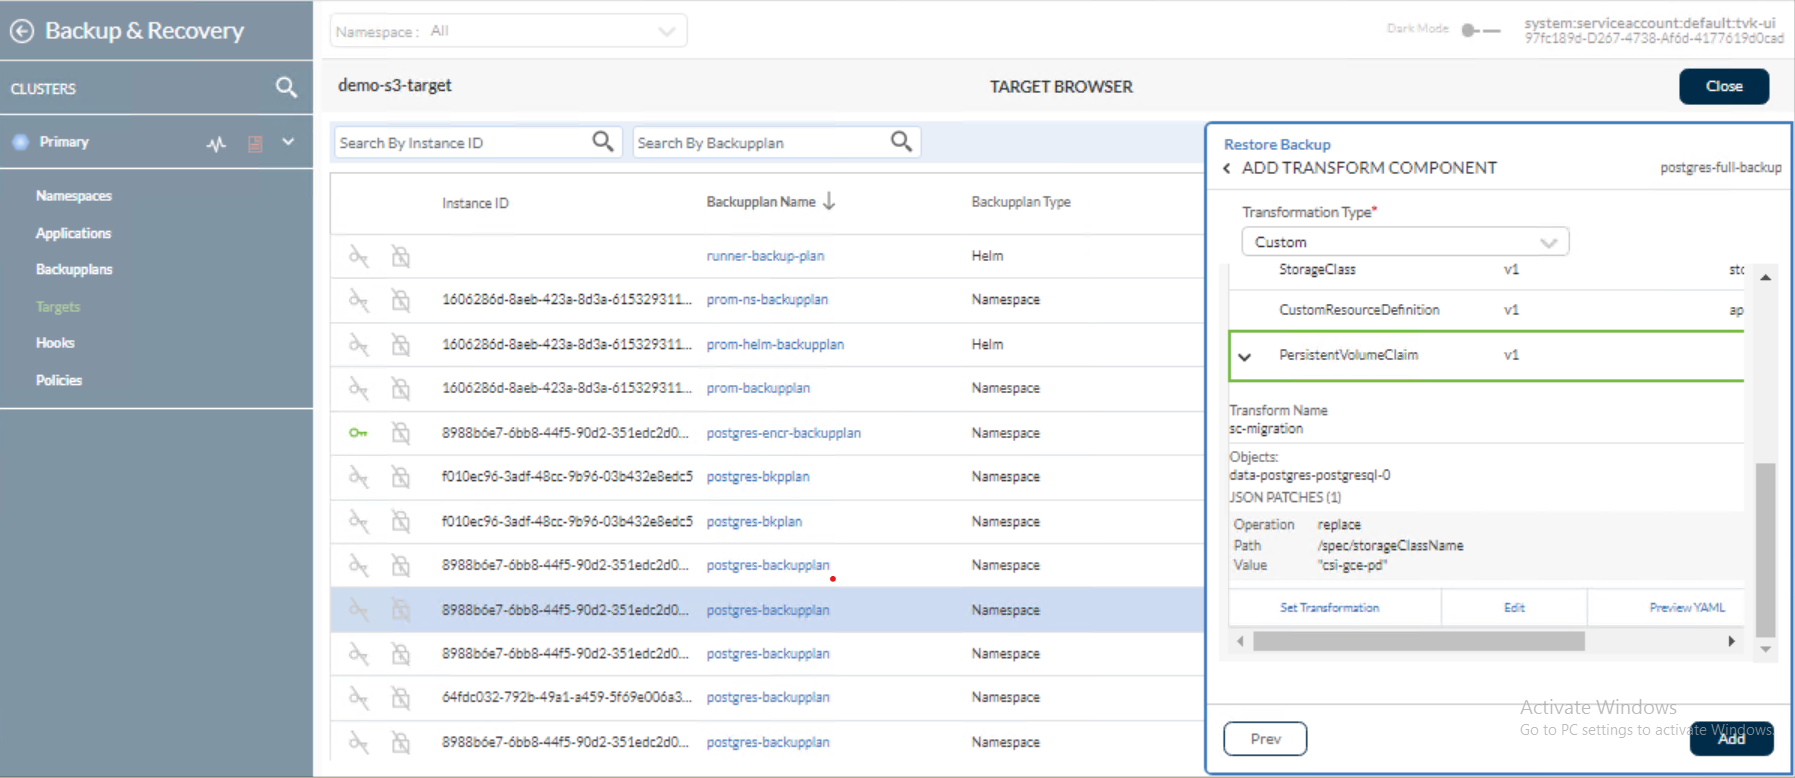 Backup & Recovery
CLUSTERS
Primary
Namespaces
Applications
Backupplans
Targets
Hooks
Policies
Namespace: All
Dark Mode
system:serviceaccount:default:tvk-ui
97fc189d-D267-4738-Af6d-4177619d0cad
demo-s3-target
TARGET BROWSER
Close
Search By Instance ID
Search By Backupplan
Instance ID Backupplan Name Backupplan Type
runner-backup-plan Helm
1606286d-8aeb-423a-8d3a-615329311... prom-ns-backupplan Namespace
1606286d-8aeb-423a-8d3a-615329311... prom-helm-backupplan Helm
1606286d-8aeb-423a-8d3a-615329311... prom-backupplan Namespace
8988b6e7-6bb8-44f5-90d2-351edc2d0... postgres-encr-backupplan Namespace
f010ec96-3adf-48cc-9b96-03b432e8edc5 postgres-bkpplan Namespace
f010ec96-3adf-48cc-9b96-03b432e8edc5 postgres-bkplan Namespace
8988b6e7-6bb8-44f5-90d2-351edc2d0... postgres-backupplan Namespace
8988b6e7-6bb8-44f5-90d2-351edc2d0... postgres-backupplan Namespace
8988b6e7-6bb8-44f5-90d2-351edc2d0... postgres-backupplan Namespace
64fdc032-792b-49a1-a459-5f69e006a3... postgres-backupplan Namespace
8988b6e7-6bb8-44f5-90d2-351edc2d0... postgres-backupplan Namespace
Restore Backup
ADD TRANSFORM COMPONENT
postgres-full-backup
Transformation Type*
Custom
StorageClass v1 sto
CustomResourceDefinition v1 ap
PersistentVolumeClaim v1
Transform Name
sc-migration
Objects:
data-postgres-postgresql-0
JSON PATCHES (1)
Operation replace
Path /spec/storageClassName
Value "csi-gce-pd"
Set Transformation Edit Preview YAML
Activate Windows
Go to PC settings to activate Windows.
Prev
Add